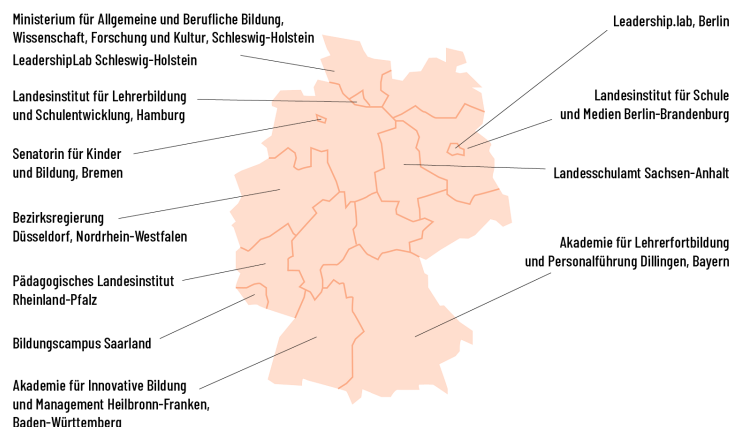 Ministerium für Allgemeine und Berufliche Bildung,
Wissenschaft, Forschung und Kultur, Schleswig-Holstein
LeadershipLab Schleswig-Holstein
Landesinstitut für Lehrerbildung
und Schulentwicklung, Hamburg
Senatorin für Kinder
und Bildung, Bremen
Bezirksregierung
Düsseldorf, Nordrhein-Westfalen
Pädagogisches Landesinstitut
Rheinland-Pfalz
Bildungscampus Saarland
Akademie für Innovative Bildung
und Management Heilbronn-Franken,
Baden-Württemberg
Leadership.lab, Berlin
Landesinstitut für Schule
und Medien Berlin-Brandenburg
Landesschulamt Sachsen-Anhalt
Akademie für Lehrerfortbildung
und Personalführung Dillingen, Bayern